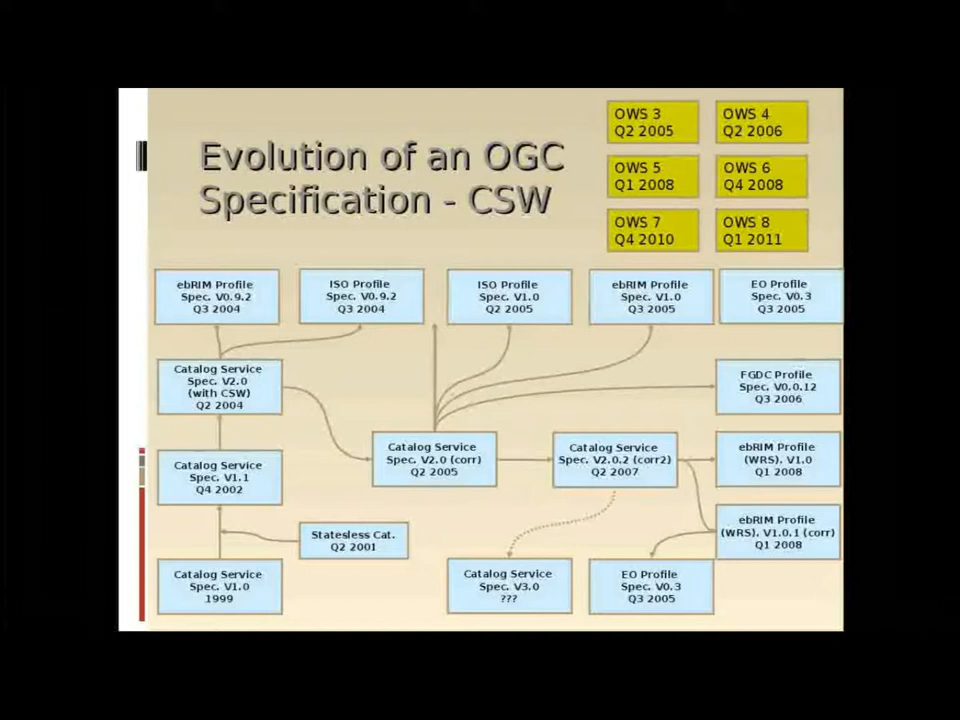 Evolution of an OGC
Specification - CSW
OWS 3
Q2 2005
OWS 4
Q2 2006
OWS 5
Q1 2008
OWS 6
Q4 2008
OWS 7
Q4 2010
OWS 8
Q1 2011
ebRIM Profile
Spec. V0.9.2
Q3 2004
ISO Profile
Spec. V0.9.2
Q3 2004
ISO Profile
Spec. V1.0
Q2 2005
ebRIM Profile
Spec. V1.0
Q3 2005
EO Profile
Spec. V0.3
Q3 2005
Catalog Service
Spec. V2.0
(with CSW)
Q2 2004
FGDC Profile
Spec. V0.0.12
Q3 2006
Catalog Service
Spec. V2.0 (corr)
Q2 2005
Catalog Service
Spec. V2.0.2 (corr2)
Q2 2007
ebRIM Profile
(WRS). V1.0
Q1 2008
Catalog Service
Spec. V1.1
Q4 2002
ebRIM Profile
(WRS). V1.0.1 (corr)
Q1 2008
Statesless Cat.
Q2 2001
Catalog Service
Spec. V1.0
1999
Catalog Service
Spec. V3.0
???
EO Profile
Spec. V0.3
Q3 2005